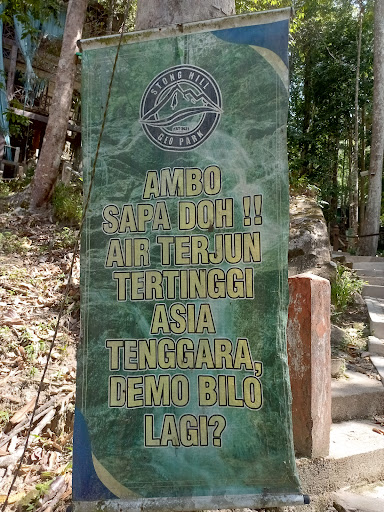 STONG HILL
GEO PARK
AMBO
SAPA DOH !!
AIR TERJUN
TERTINGGI
ASIA
TENGGARA,
DEMO BILO
LAGI?